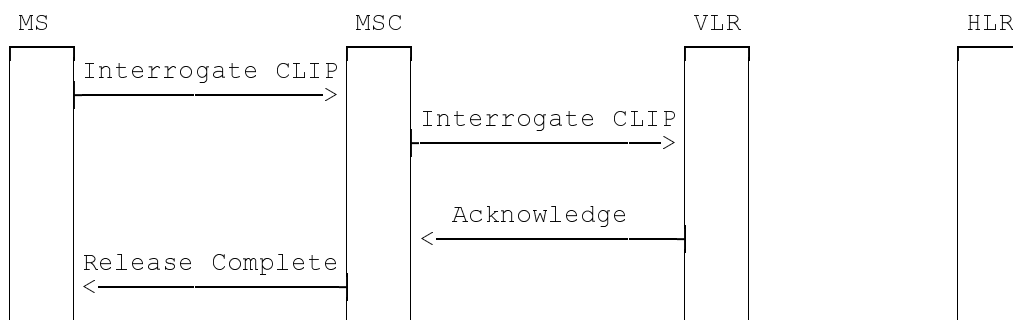 MS MSC VLR HLR
Interrogate CLIP
Interrogate CLIP
Acknowledge
Release Complete